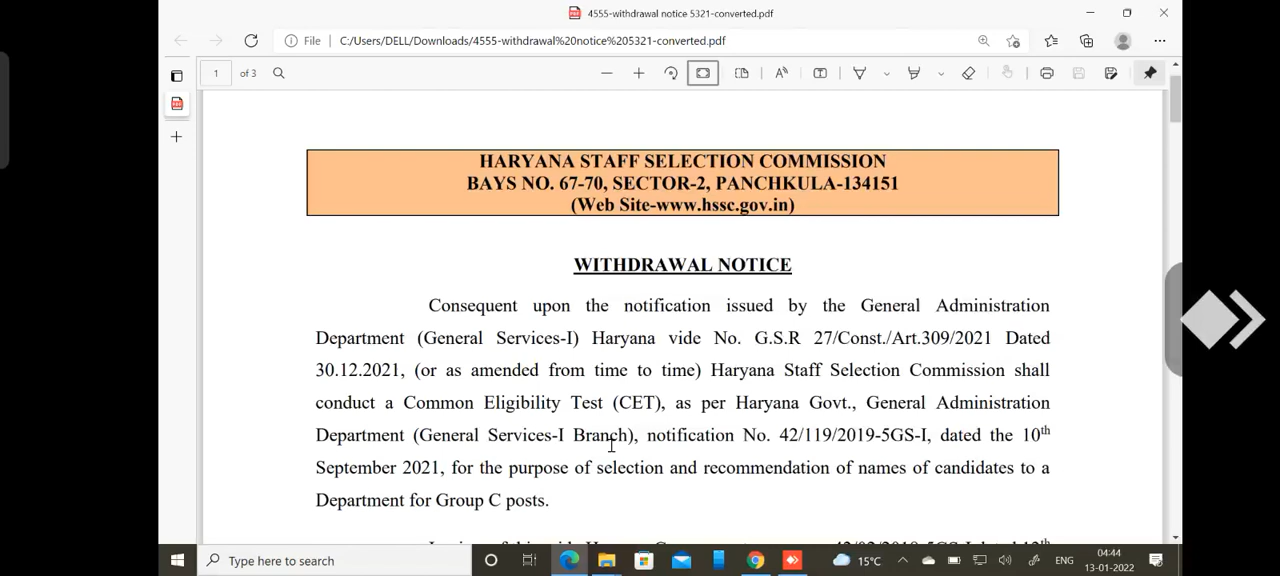 4555-withdrawal notice 5321-converted.pdf
File
C:/Users/DELL/Downloads/4555-withdrawal%20notice%205321-converted.pdf
1 of 3
HARYANA STAFF SELECTION COMMISSION
BAYS NO. 67-70, SECTOR-2, PANCHKULA-134151
(Web Site-www.hssc.gov.in)
WITHDRAWAL NOTICE
Consequent upon the notification issued by the General Administration
Department (General Services-I) Haryana vide No. G.S.R 27/Const./Art.309/2021 Dated
30.12.2021, (or as amended from time to time) Haryana Staff Selection Commission shall
conduct a Common Eligibility Test (CET), as per Haryana Govt., General Administration
Department (General Services-I Branch), notification No. 42/119/2019-5GS-I, dated the 10th
September 2021, for the purpose of selection and recommendation of names of candidates to a
Department for Group C posts.
Type here to search
15°C
ENG
04:44
13-01-2022